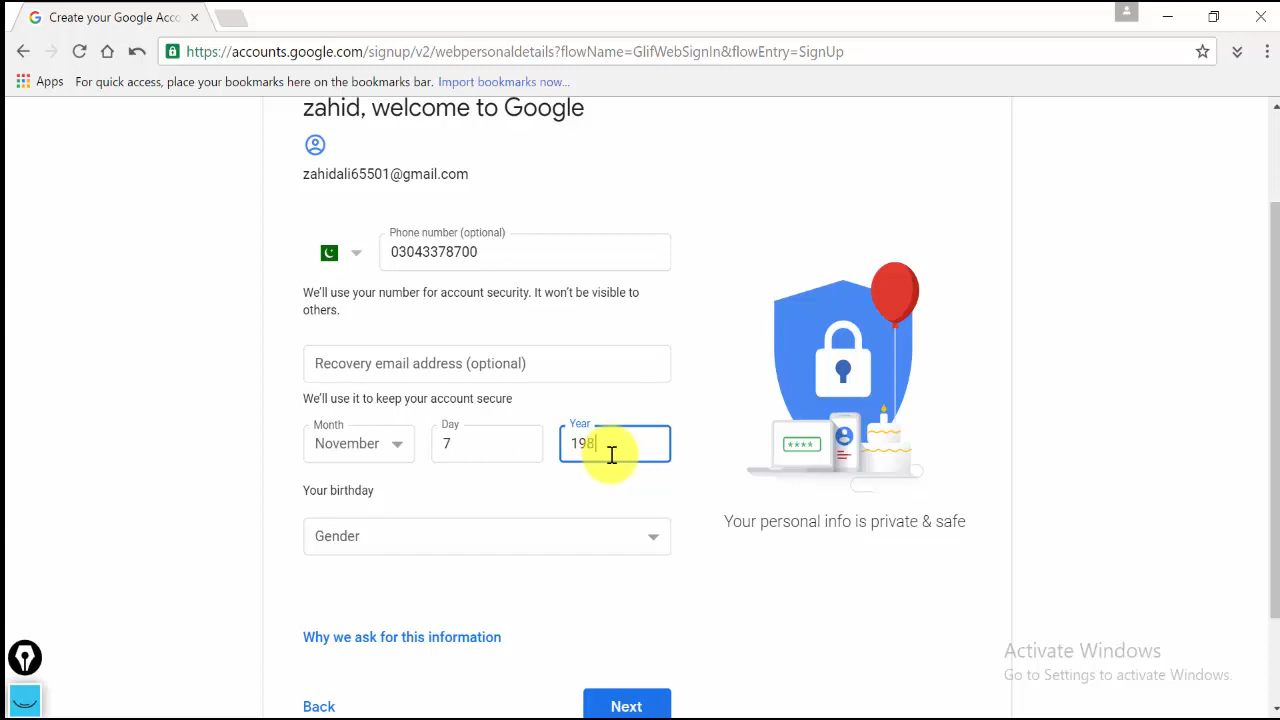 Create your Google Acco
https://accounts.google.com/signup/v2/webpersonaldetails?flowName=GlifWebSignIn&flowEntry=SignUp
Apps For quick access, place your bookmarks here on the bookmarks bar. Import bookmarks now...
zahid, welcome to Google
zahidali65501@gmail.com
Phone number (optional)
03043378700
We'll use your number for account security. It won't be visible to
others.
Recovery email address (optional)
We'll use it to keep your account secure
Month Day Year
November 7 198
Your birthday
Gender
****
Your personal info is private & safe
Why we ask for this information
Back Next
Activate Windows
Go to Settings to activate Windows.